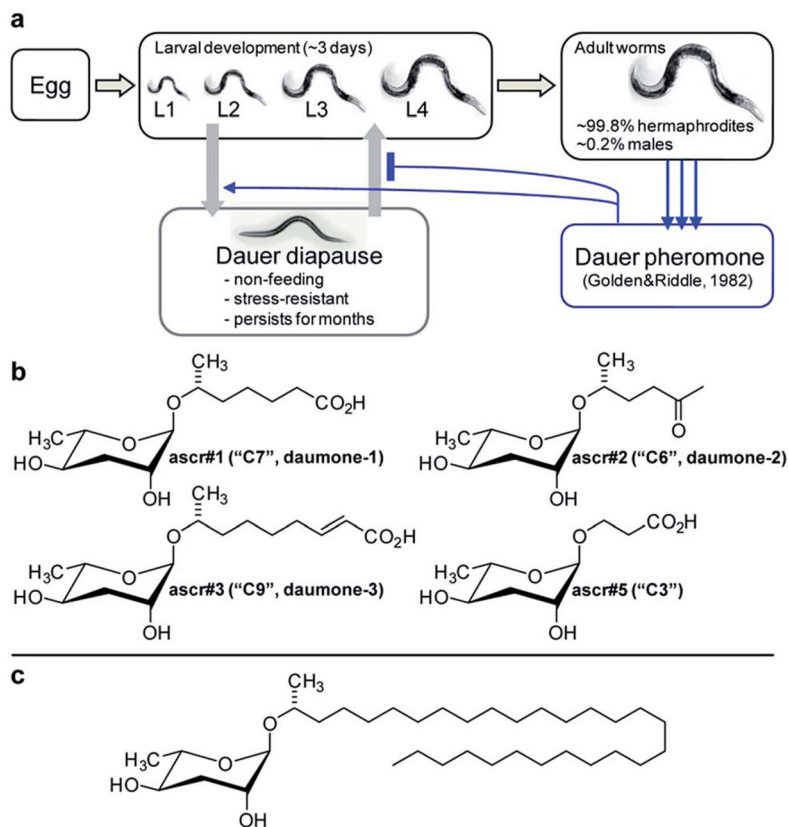 a
Egg
Larval development (~3 days)
L1 L2 L3 L4
Adult worms
~99.8% hermaphrodites
~0.2% males
Dauer diapause
- non-feeding
- stress-resistant
- persists for months
Dauer pheromone
(Golden&Riddle, 1982)
b
CH3
O
CO2H
H3C
O
HO
OH
ascr#1 ("C7", daumone-1)
CH3
O
O
H3C
O
HO
OH
ascr#2 ("C6", daumone-2)
CH3
O
CO2H
H3C
O
HO
OH
ascr#3 ("C9", daumone-3)
O
CO2H
H3C
O
HO
OH
ascr#5 ("C3")
c
CH3
O
H3C
O
HO
OH